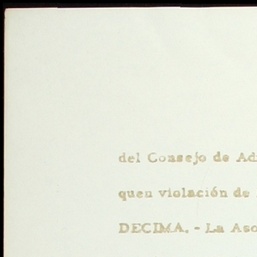 del Consejo de Ad
quen violación de
DECIMA. - La Aso